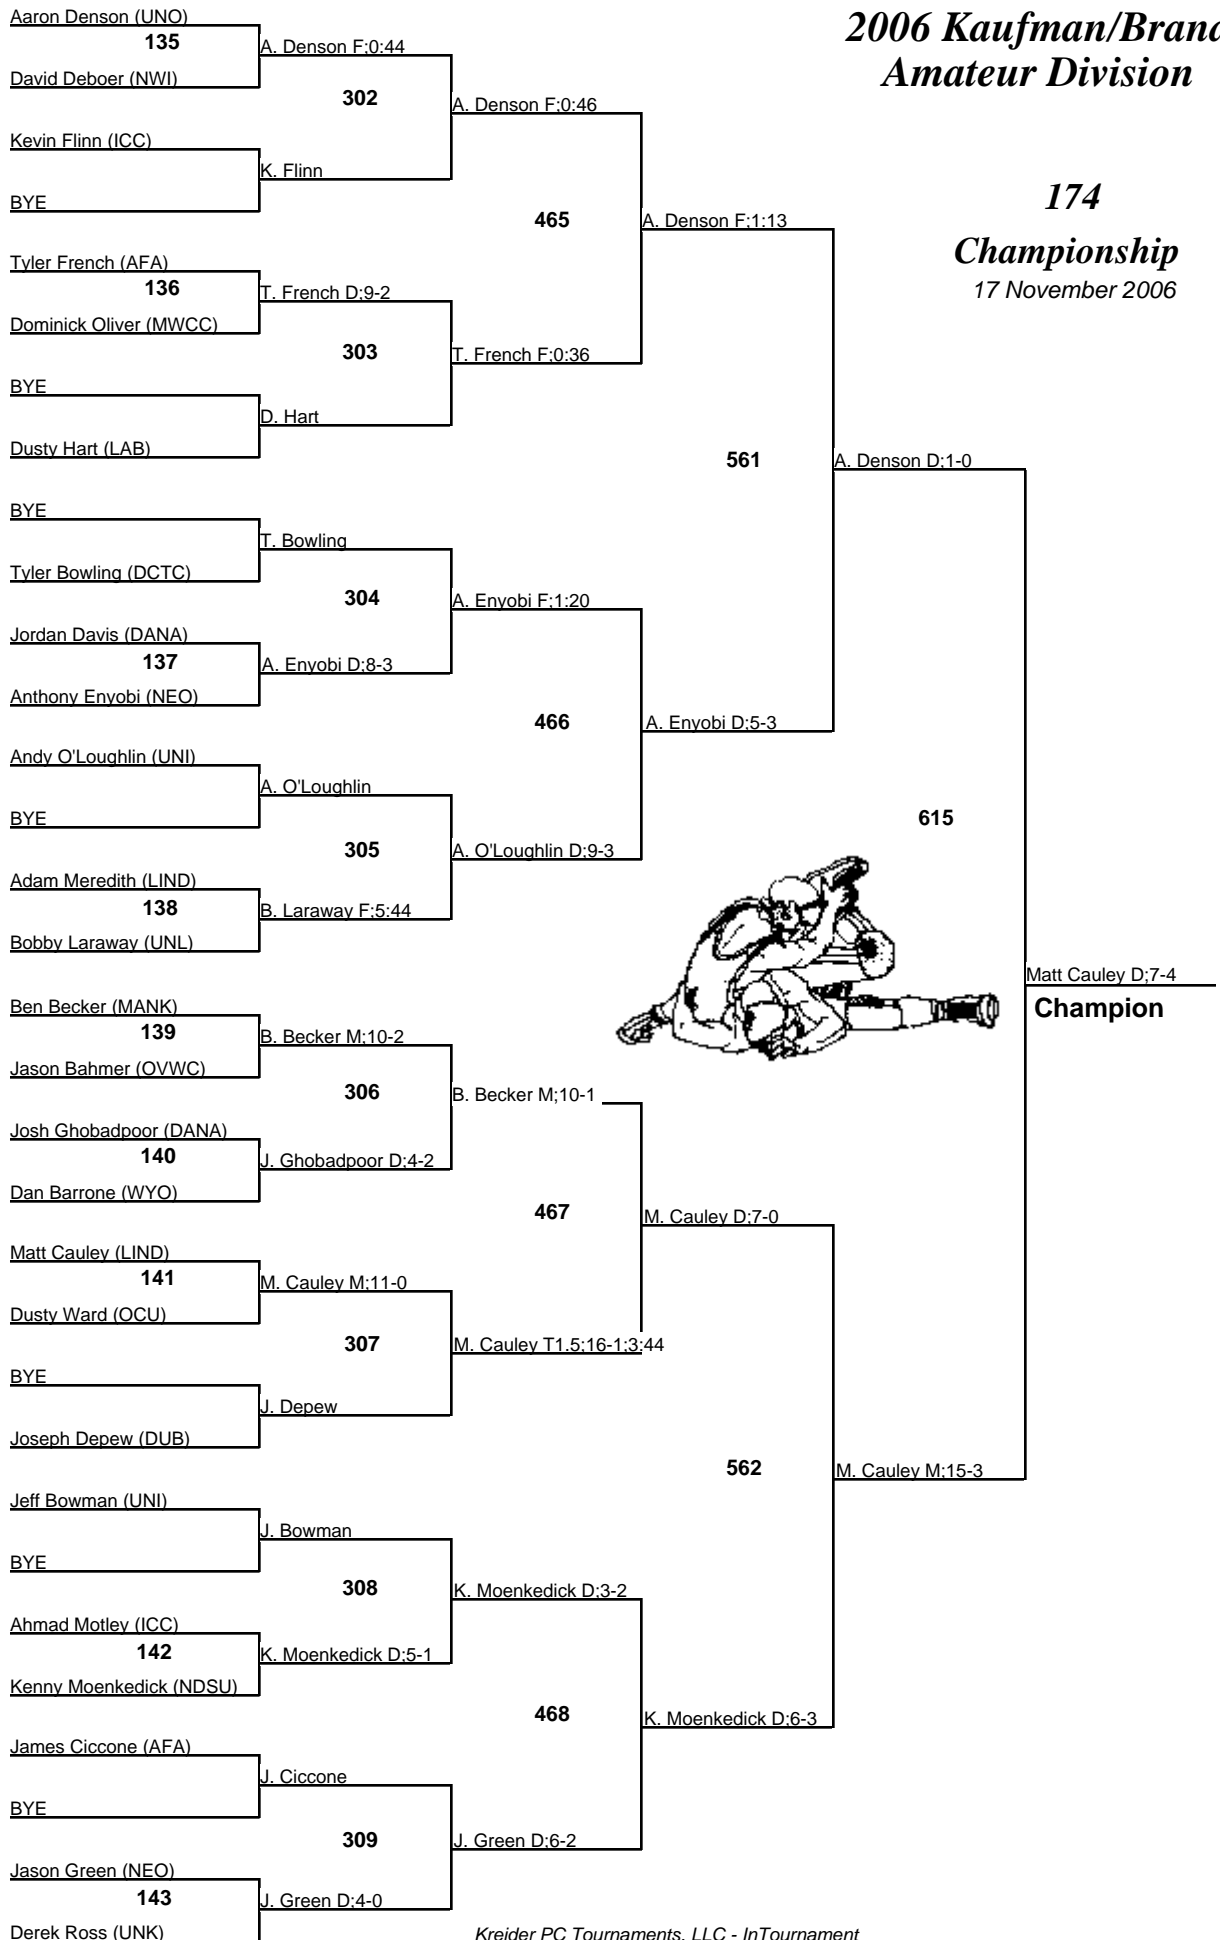 Aaron Denson (UNO)
2006 Kaufman/Brand
135
A. Denson F;0:44
Amateur Division
David Deboer (NWI)
302
A. Denson F;0:46
Kevin Flinn (ICC)
K. Flinn
BYE
174
465
A. Denson F;1:13
Championship
Tyler French (AFA)
136
T. French D;9-2
17 November 2006
Dominick Oliver (MWCC)
303
T. French F;0:36
BYE
D. Hart
Dusty Hart (LAB)
561
A. Denson D;1-0
BYE
T. Bowling
Tyler Bowling (DCTC)
304
A. Enyobi F;1:20
Jordan Davis (DANA)
137
A. Enyobi D;8-3
Anthony Enyobi (NEO)
466
A. Enyobi D;5-3
Andy O'Loughlin (UNI)
A. O'Loughlin
BYE
615
305
A. O'Loughlin D;9-3
Adam Meredith (LIND)
138
B. Laraway F;5:44
Bobby Laraway (UNL)
Matt Cauley D;7-4
Champion
Ben Becker (MANK)
139
B. Becker M;10-2
Jason Bahmer (OVWC)
306
B. Becker M;10-1
Josh Ghobadpoor (DANA)
140
J. Ghobadpoor D;4-2
Dan Barrone (WYO)
467
M. Cauley D;7-0
Matt Cauley (LIND)
141
M. Cauley M;11-0
Dusty Ward (OCU)
307
M. Cauley T1.5;16-1;3:44
BYE
J. Depew
Joseph Depew (DUB)
562
M. Cauley M;15-3
Jeff Bowman (UNI)
J. Bowman
BYE
308
K. Moenkedick D;3-2
Ahmad Motley (ICC)
142
K. Moenkedick D;5-1
Kenny Moenkedick (NDSU)
468
K. Moenkedick D;6-3
James Ciccone (AFA)
J. Ciccone
BYE
309
J. Green D;6-2
Jason Green (NEO)
143
J. Green D;4-0
Derek Ross (UNK)
Kreider PC Tournaments, LLC - InTournament